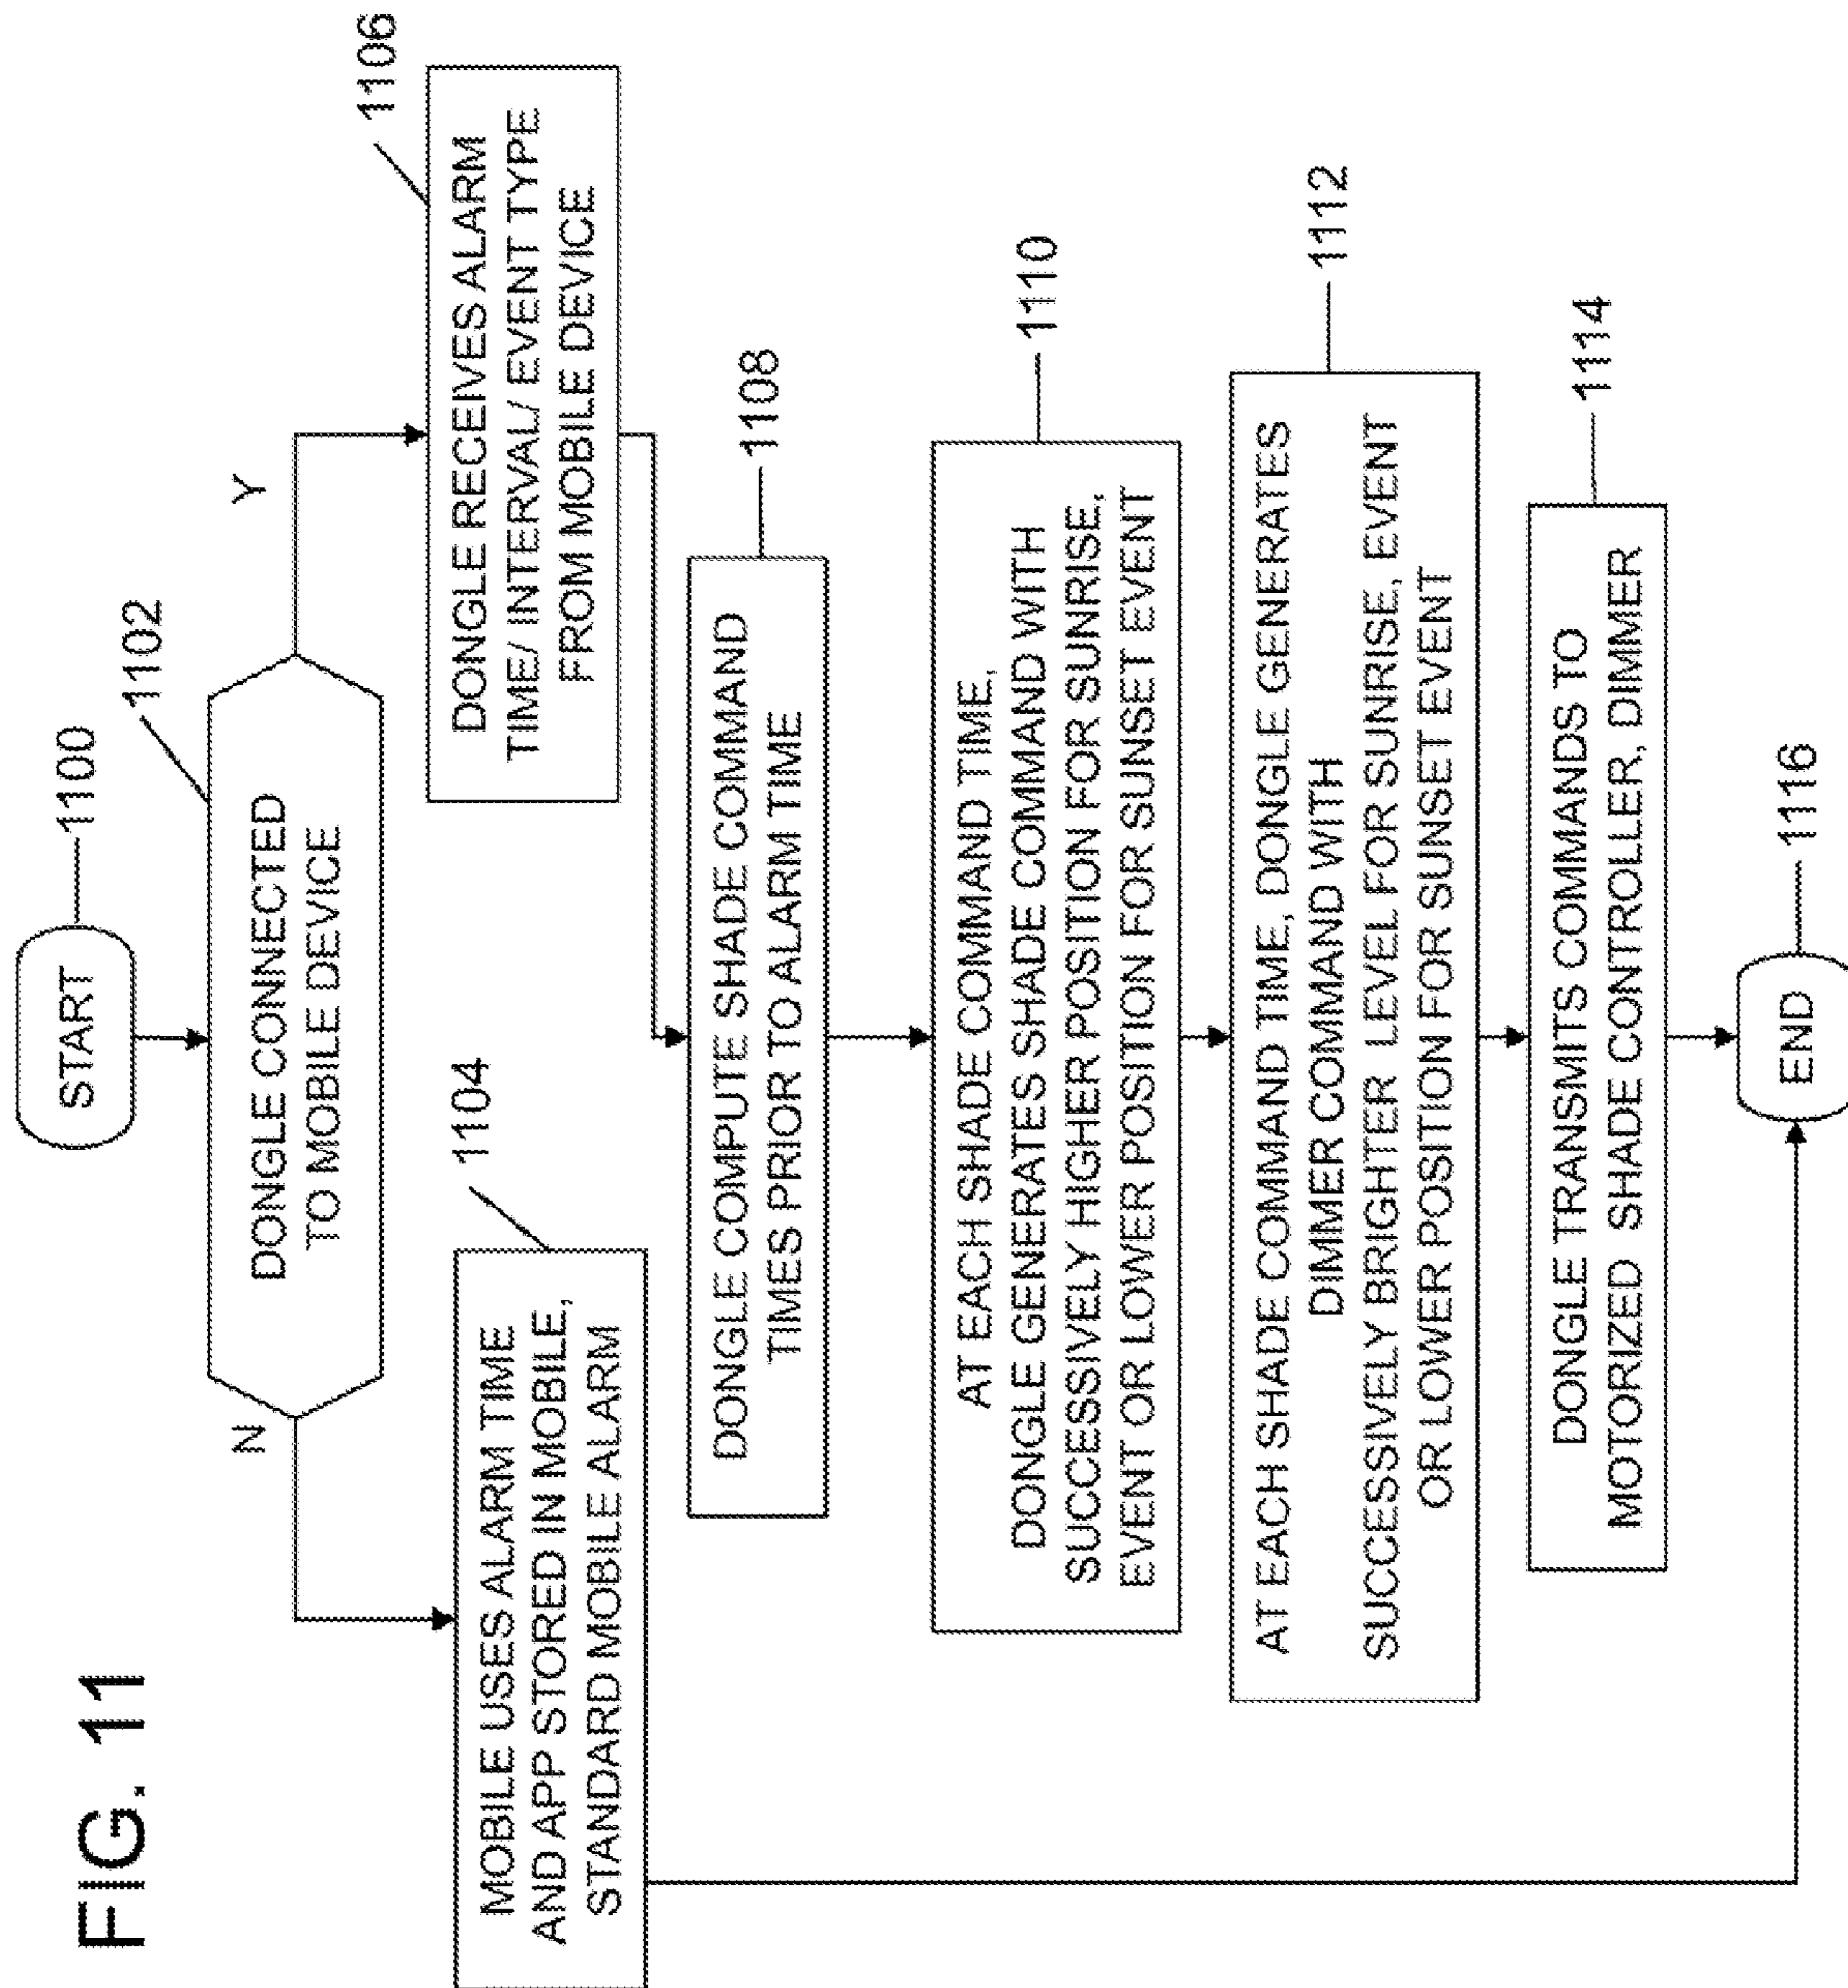 FIG. 11
START
1100
DONGLE CONNECTED
TO MOBILE DEVICE
1102
N
Y
MOBILE USES ALARM TIME
AND APP STORED IN MOBILE,
STANDARD MOBILE ALARM
1104
DONGLE RECEIVES ALARM
TIME/ INTERVAL/ EVENT TYPE
FROM MOBILE DEVICE
1106
DONGLE COMPUTE SHADE COMMAND
TIMES PRIOR TO ALARM TIME
1108
AT EACH SHADE COMMAND TIME,
DONGLE GENERATES SHADE COMMAND WITH
SUCCESSIVELY HIGHER POSITION FOR SUNRISE,
EVENT OR LOWER POSITION FOR SUNSET EVENT
1110
AT EACH SHADE COMMAND TIME, DONGLE GENERATES
DIMMER COMMAND WITH
SUCCESSIVELY BRIGHTER LEVEL FOR SUNRISE, EVENT
OR LOWER POSITION FOR SUNSET EVENT
1112
DONGLE TRANSMITS COMMANDS TO
MOTORIZED SHADE CONTROLLER, DIMMER
1114
END
1116